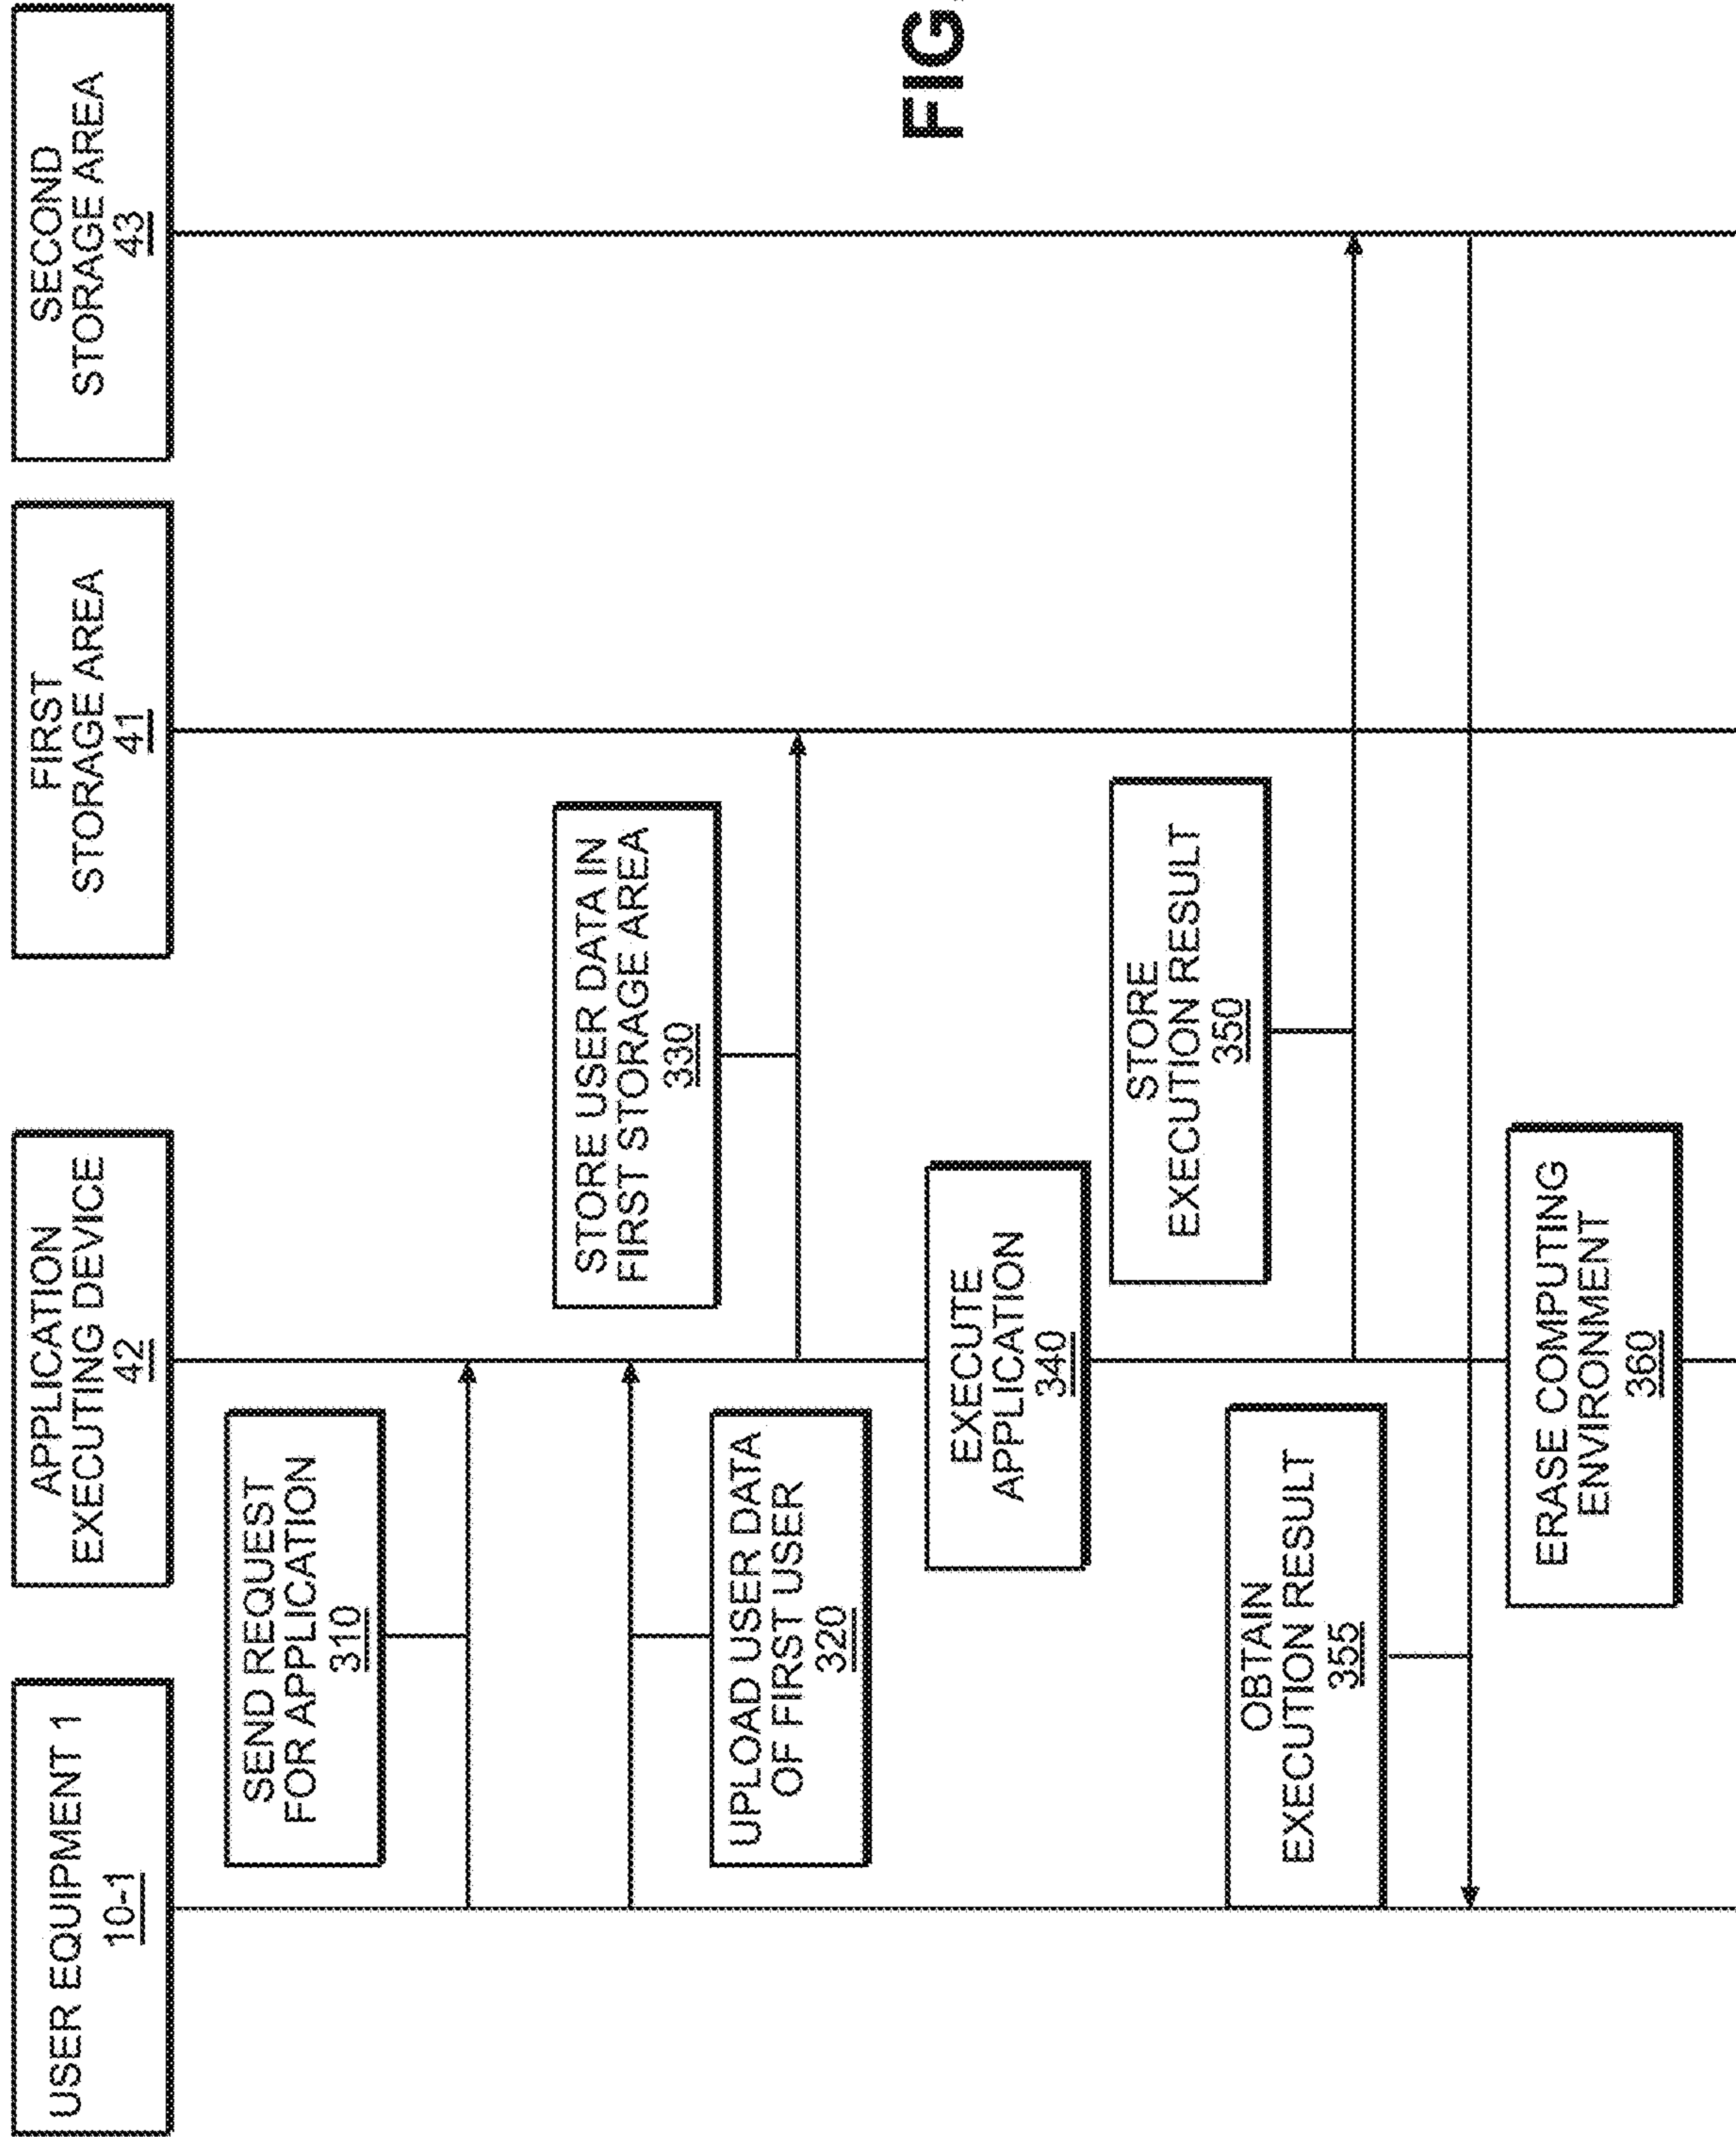 USER EQUIPMENT 1
10-1
APPLICATION
EXECUTING DEVICE
42
FIRST
STORAGE AREA
41
SECOND
STORAGE AREA
43
SEND REQUEST
FOR APPLICATION
310
UPLOAD USER DATA
OF FIRST USER
320
STORE USER DATA IN
FIRST STORAGE AREA
330
EXECUTE
APPLICATION
340
STORE
EXECUTION RESULT
350
OBTAIN
EXECUTION RESULT
355
ERASE COMPUTING
ENVIRONMENT
360
FIG.